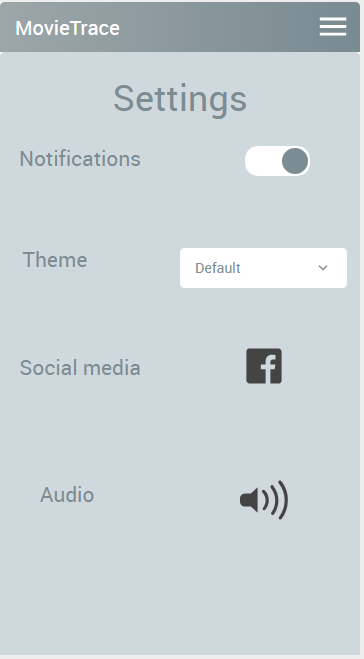 MovieTrace
Settings
Notifications
Theme
Default
Social media
Audio